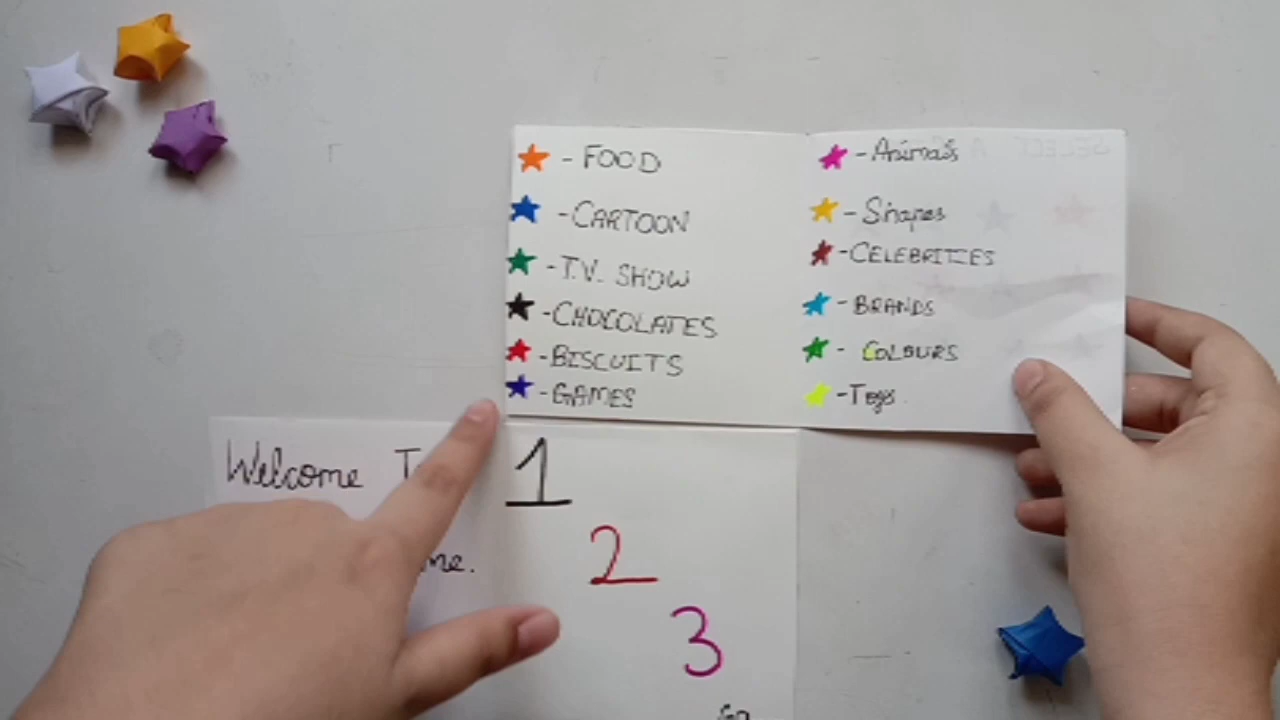 - FOOD
- CARTOON
- T.V. SHOW
- CHOCOLATES
- BISCUITS
- GAMES
- Animals
- Shapes
- CELEBRITIES
- BRANDS
- COLOURS
- Toys
Welcome
me.
1
2
3